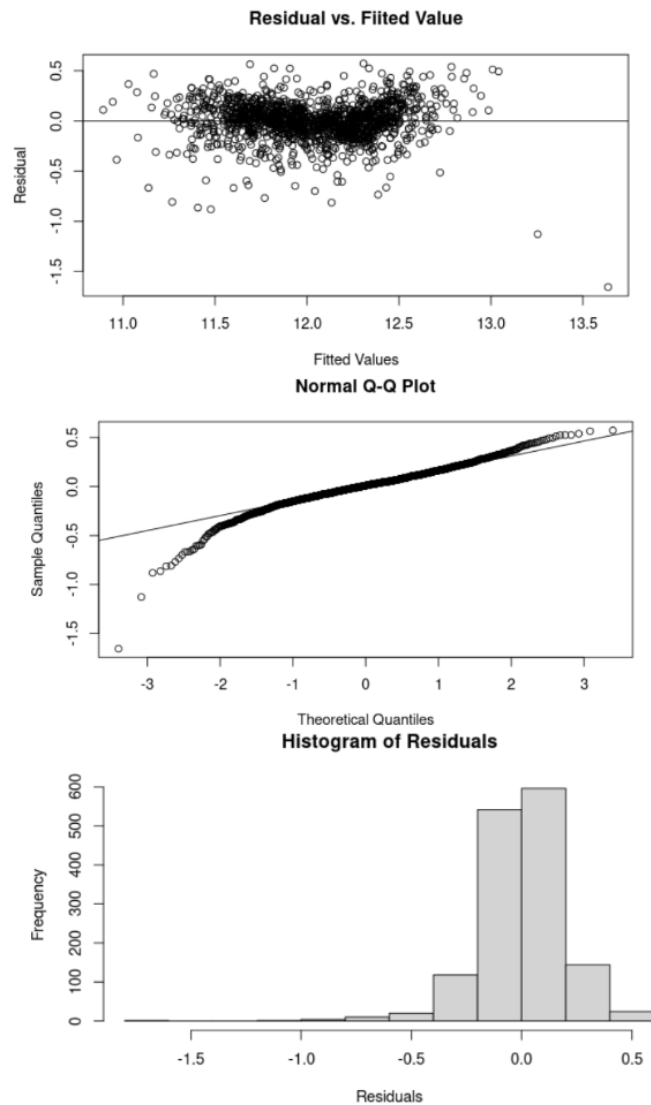 Residual vs. Fiited Value
Residual
0.5
0.0
-0.5
-1.0
-1.5
11.0 11.5 12.0 12.5 13.0 13.5
Fitted Values
Normal Q-Q Plot
Sample Quantiles
0.5
0.0
-0.5
-1.0
-1.5
-3 -2 -1 0 1 2 3
Theoretical Quantiles
Histogram of Residuals
Frequency
600
500
400
300
200
100
0
-1.5 -1.0 -0.5 0.0 0.5
Residuals